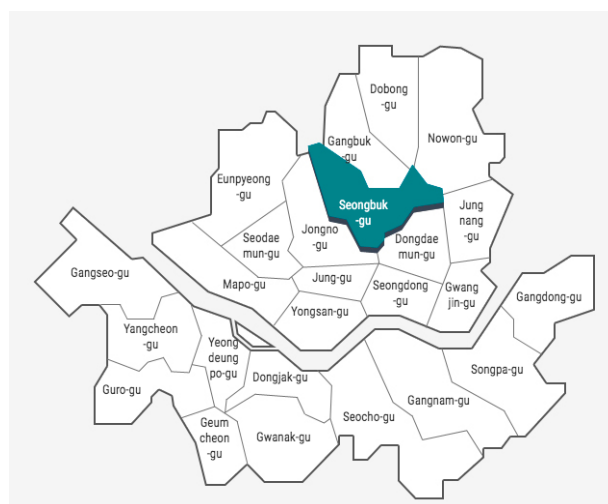 Dobong
-gu
Gangbuk
-gu
Nowon-gu
Eunpyeong
-gu
Seongbuk
-gu
Jung
nang
-gu
Jongno
-gu
Seodae
mun-gu
Dongdae
mun-gu
Gangseo-gu
Mapo-gu
Jung-gu
Seongdong
-gu
Gwang
jin-gu
Gangdong-gu
Yongsan-gu
Yangcheon
-gu
Yeong
deung
po-gu
Songpa-gu
Guro-gu
Dongjak-gu
Gangnam-gu
Seocho-gu
Geum
cheon
-gu
Gwanak-gu